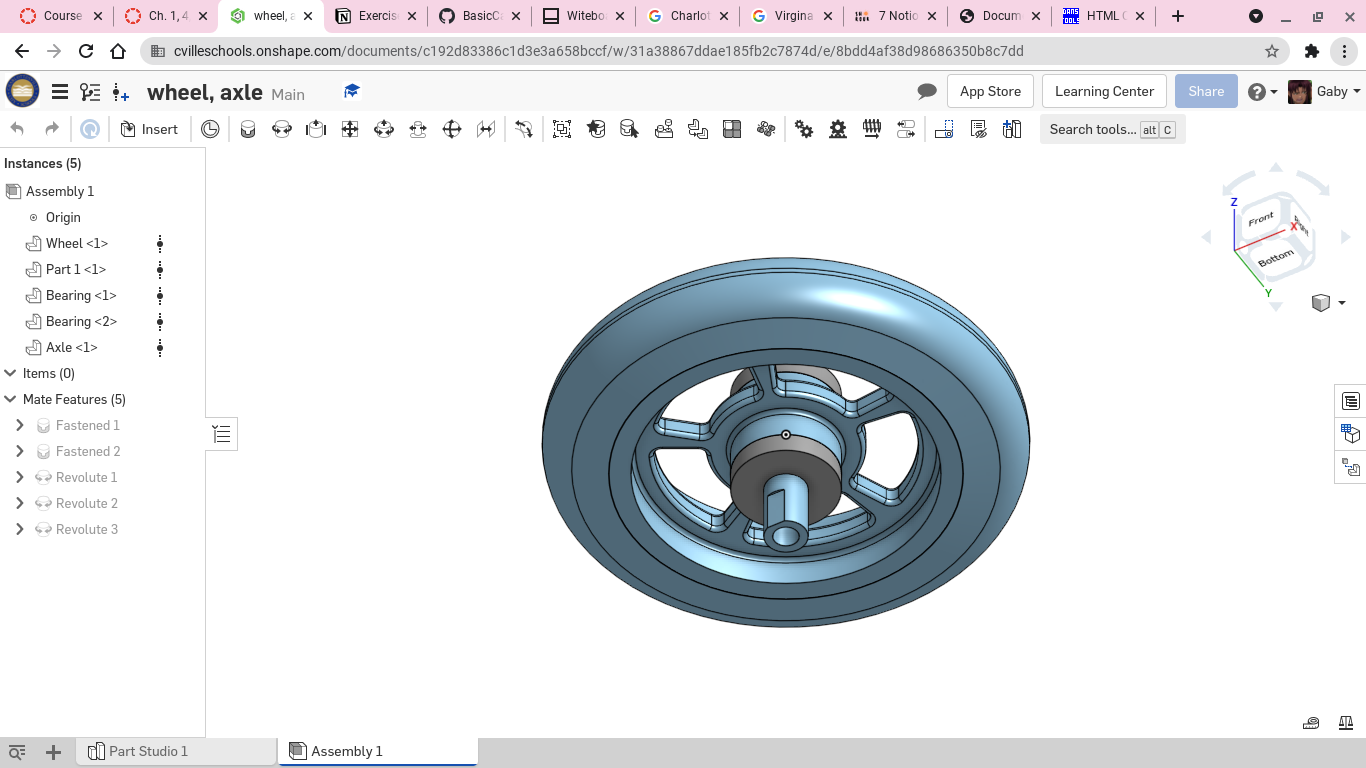 Course
Ch. 1, 4
wheel, a
Exercis
BasicC
Witebo
Charlot
Virgina
7 Notio
Docum
HTML C
cvilleschools.onshape.com/documents/c192d83386c1d3e3a658bccf/w/31a38867ddae185fb2c7874d/e/8bdd4af38d98686350b8c7dd
wheel, axle Main
App Store
Learning Center
Share
Gaby
Insert
Search tools... alt C
Instances (5)
Assembly 1
Origin
Wheel <1>
Part 1 <1>
Bearing <1>
Bearing <2>
Axle <1>
Items (0)
Mate Features (5)
Fastened 1
Fastened 2
Revolute 1
Revolute 2
Revolute 3
Z
Front
X
Bottom
Y
Part Studio 1
Assembly 1